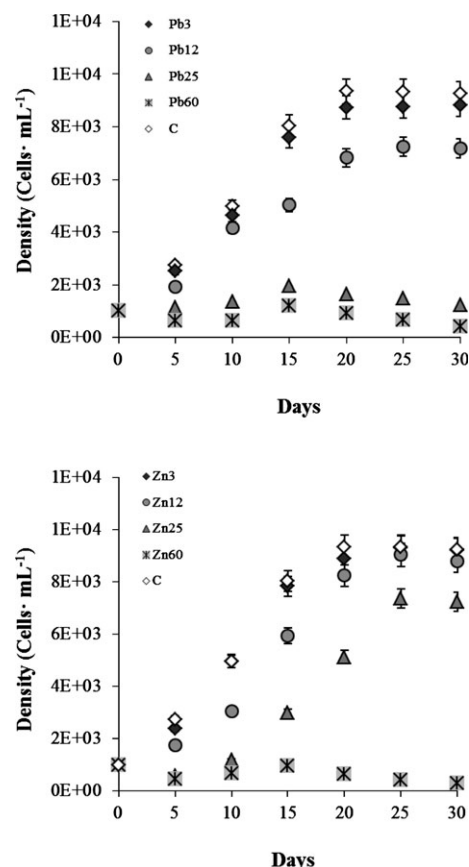 1E+04
1E+04
8E+03
6E+03
4E+03
2E+03
0E+00
Density (Cells· mL-1)
Pb3
Pb12
Pb25
Pb60
C
0 5 10 15 20 25 30
Days
1E+04
1E+04
8E+03
6E+03
4E+03
2E+03
0E+00
Density (Cells· mL-1)
Zn3
Zn12
Zn25
Zn60
C
0 5 10 15 20 25 30
Days